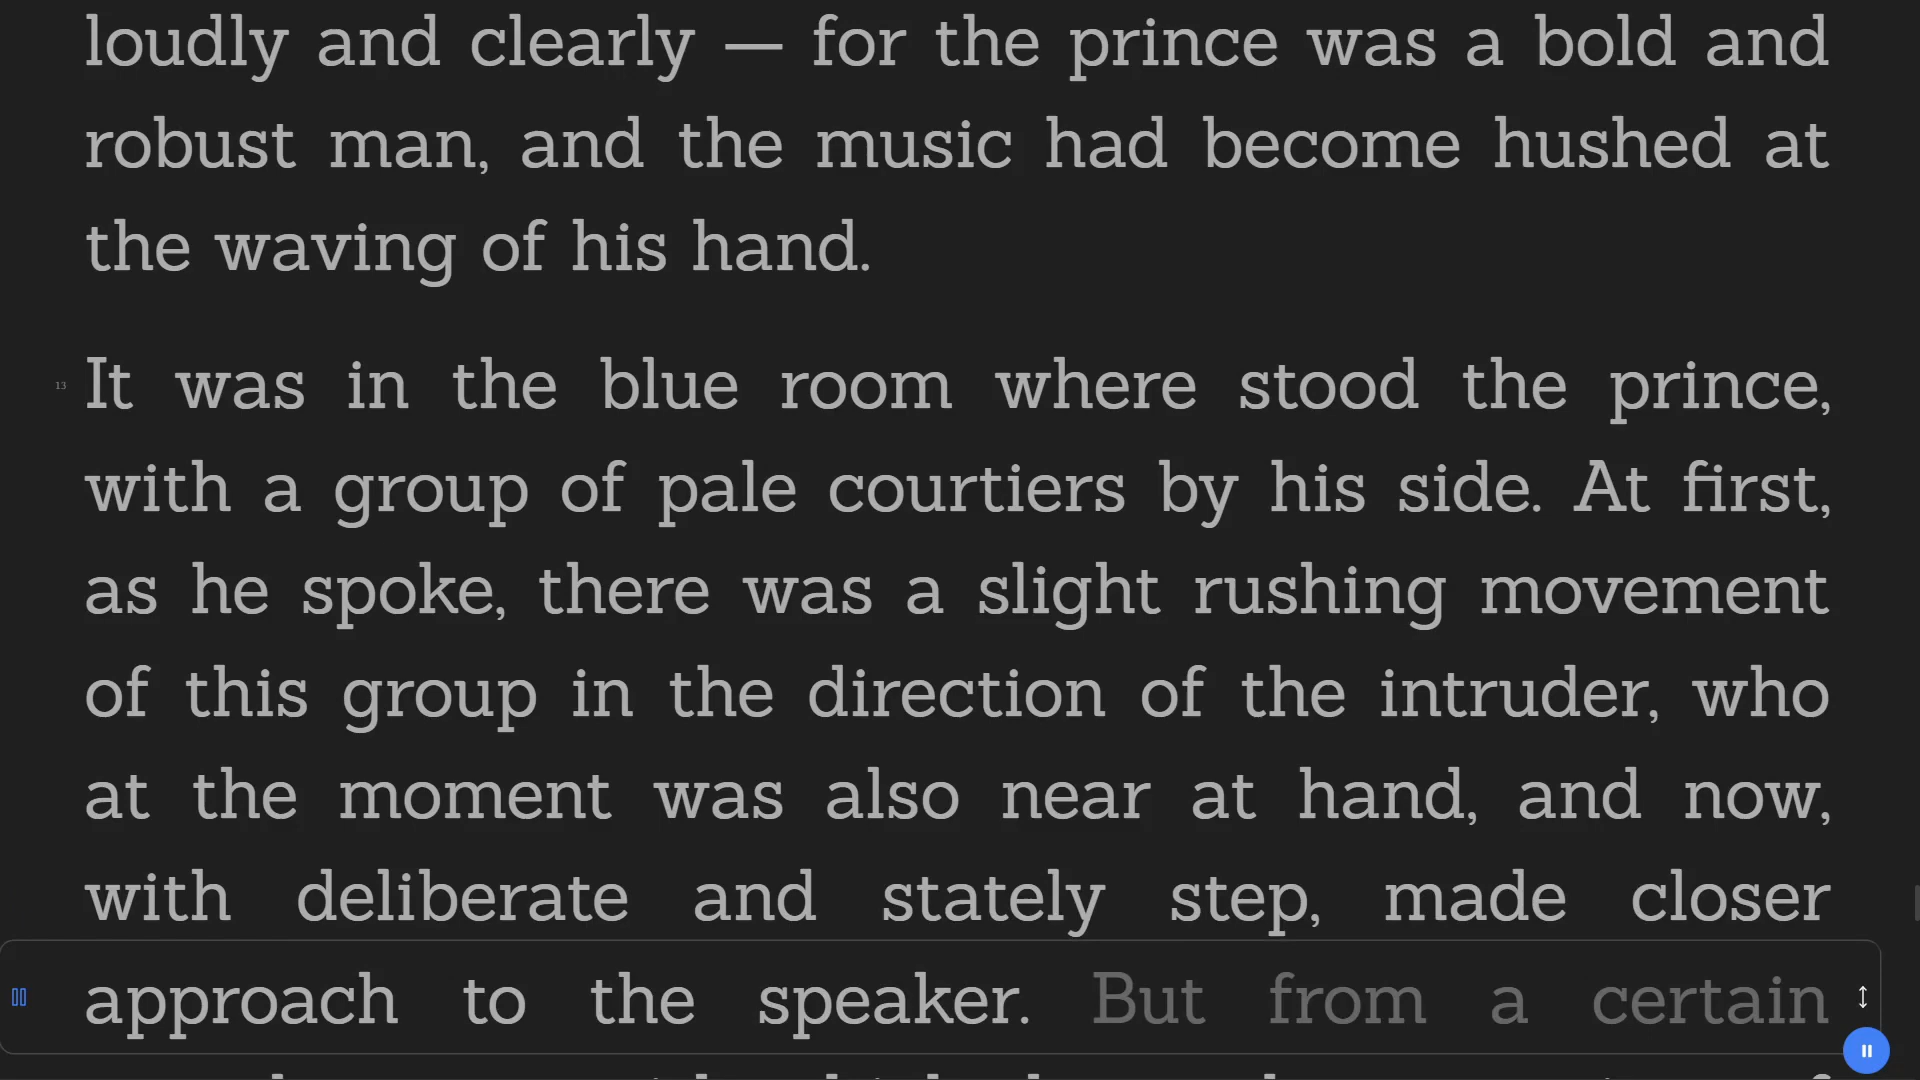 loudly and clearly — for the prince was a bold and
robust man, and the music had become hushed at
the waving of his hand.
13
It was in the blue room where stood the prince,
with a group of pale courtiers by his side. At first,
as he spoke, there was a slight rushing movement
of this group in the direction of the intruder, who
at the moment was also near at hand, and now,
with deliberate and stately step, made closer
approach to the speaker. But from a certain